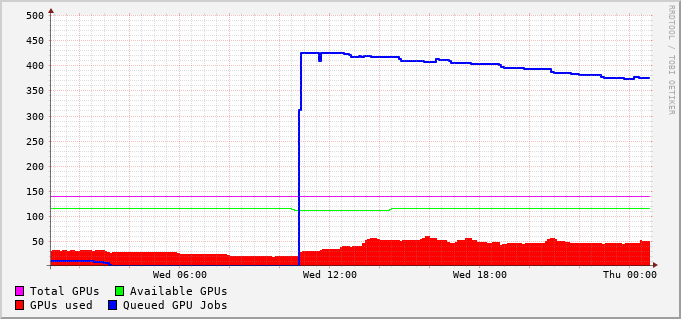 500
450
400
350
300
250
200
150
100
50
Wed 06:00 Wed 12:00 Wed 18:00 Thu 00:00
Total GPUs Available GPUs
GPUs used Queued GPU Jobs
RRDTOOL / TOBI OETIKER